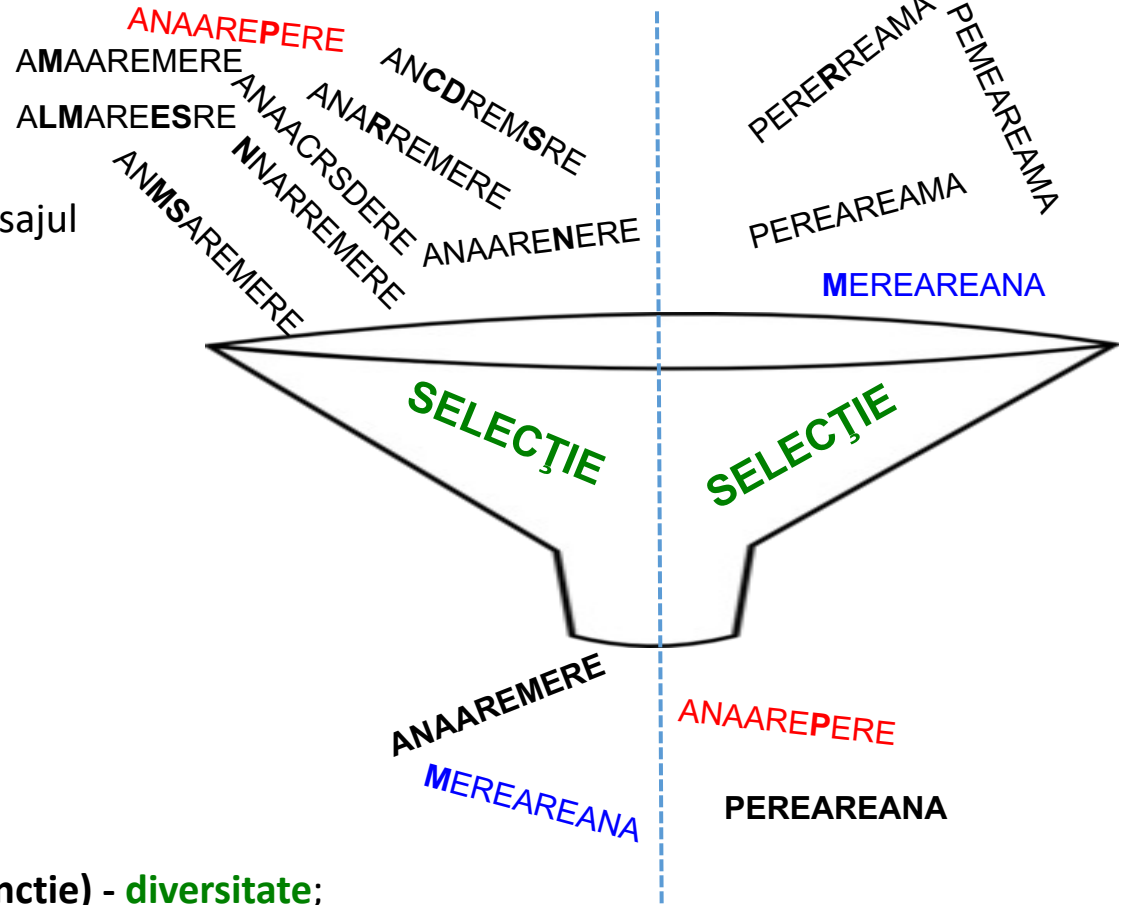 ANAAREPERE
AMAAREMERE
ALMAREEESRE
ANAACRSDERE
ANARREMERE
ANCDREMSRE
NNARREMERE
ANMSAREMERE
sajul
ANAARENERE
PERERREAMA
PEMEAREAMA
PEREAREAMA
MEREAREANA
SELECŢIE
SELECŢIE
ANAAREMERE
MEREAREANA
ANAAREPERE
PEREAREANA
nctie) - diversitate;